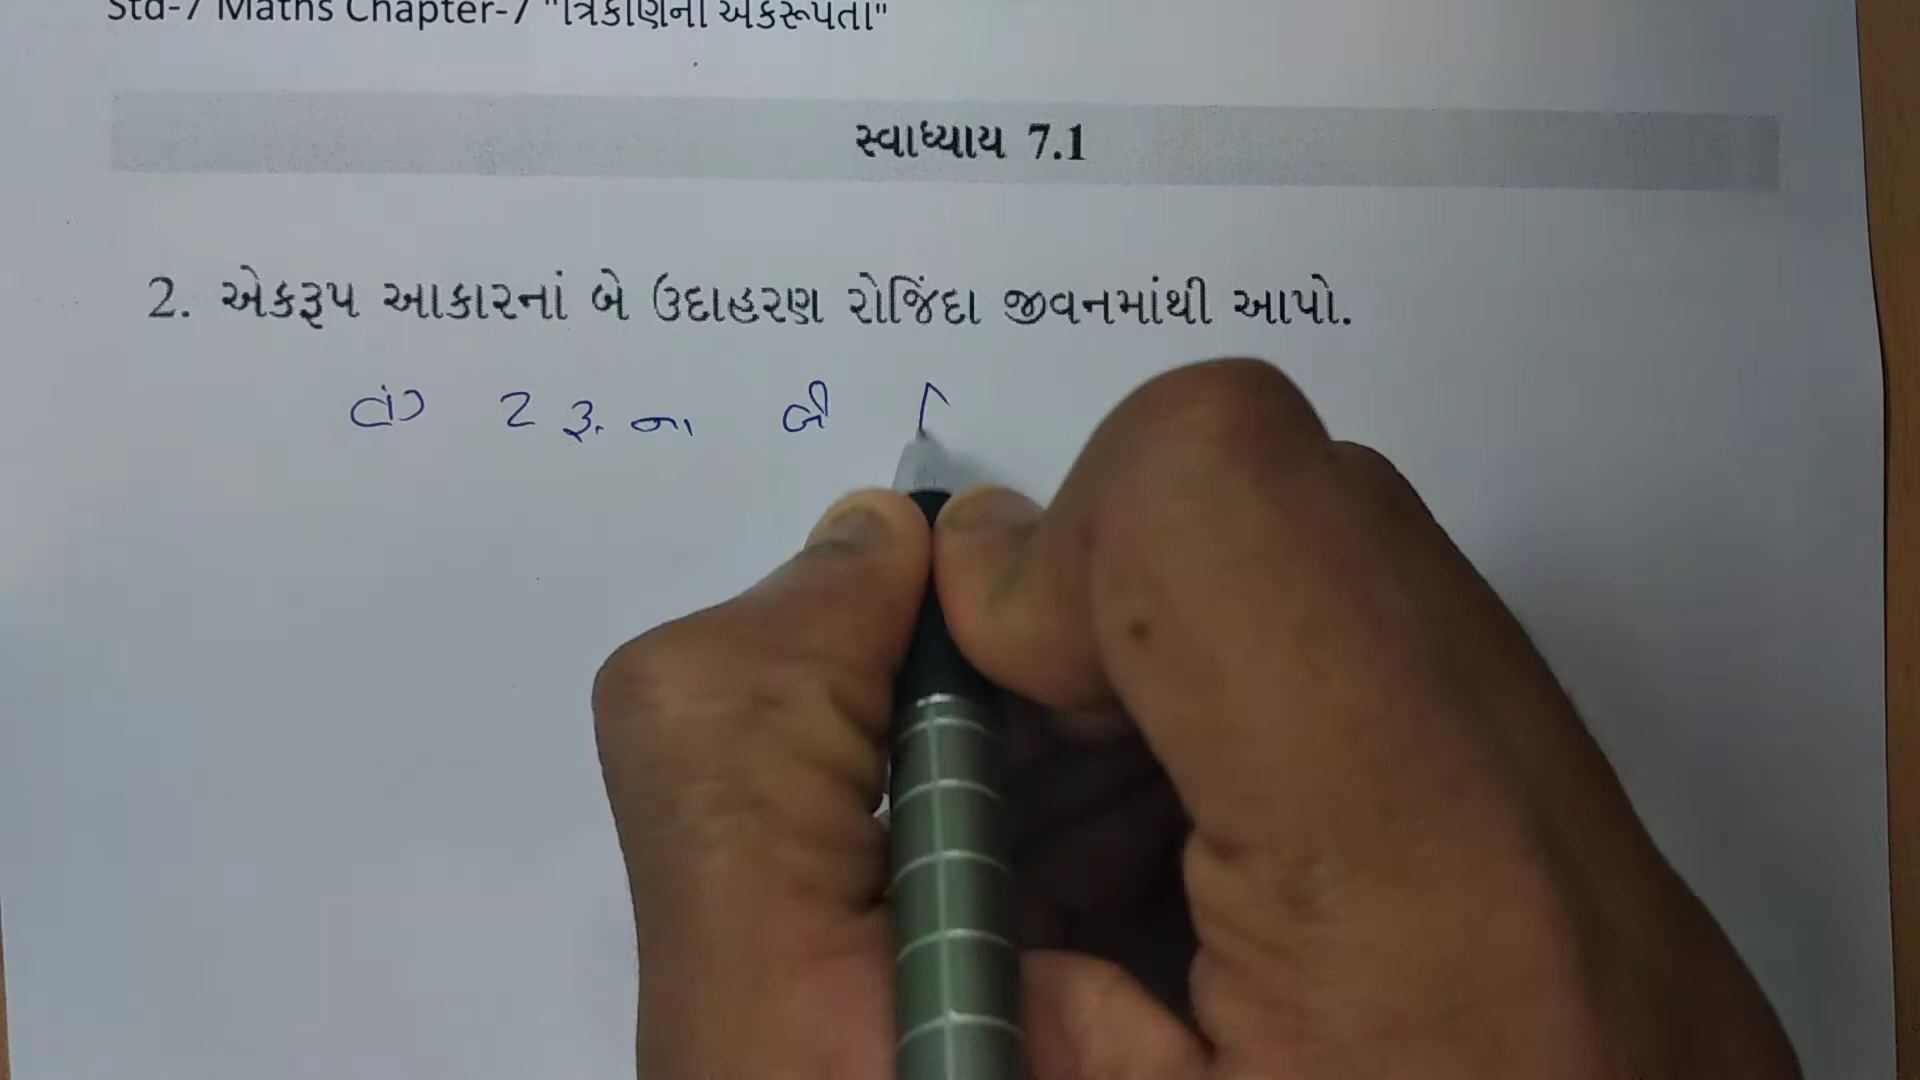 Std-7 Maths Chapter-7 "ત્રિકોણની એકરૂપતા"
સ્વાધ્યાય 7.1
2. એકરૂપ આકારનાં બે ઉદાહરણ રોજિંદા જીવનમાંથી આપો.
2 રૂ. ના બે